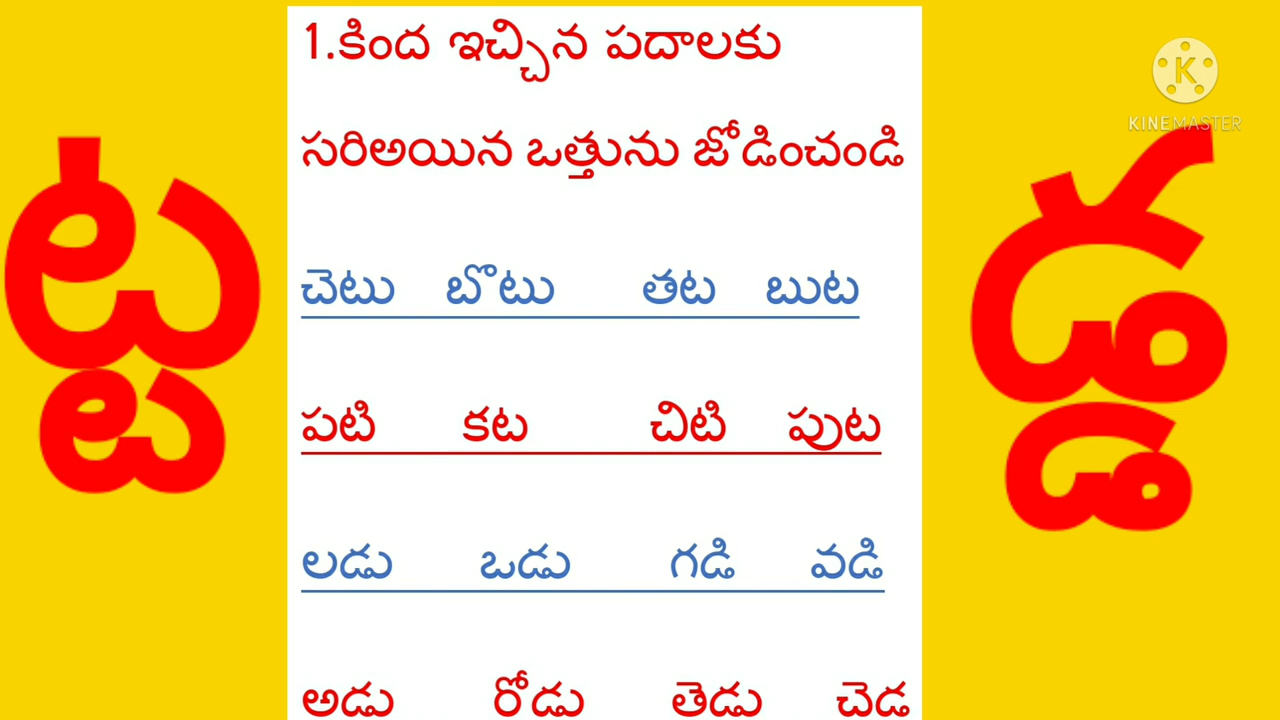 1.కింద ఇచ్చిన పదాలకు
సరిఅయిన ఒత్తును జోడించండి
KINEMASTER
ట్ట
డ్డ
చెటు బొటు తట బుట
పటి కట చిటి పుట
లడు ఒడు గడి వడి
అడు రోడు తెడు చెడ